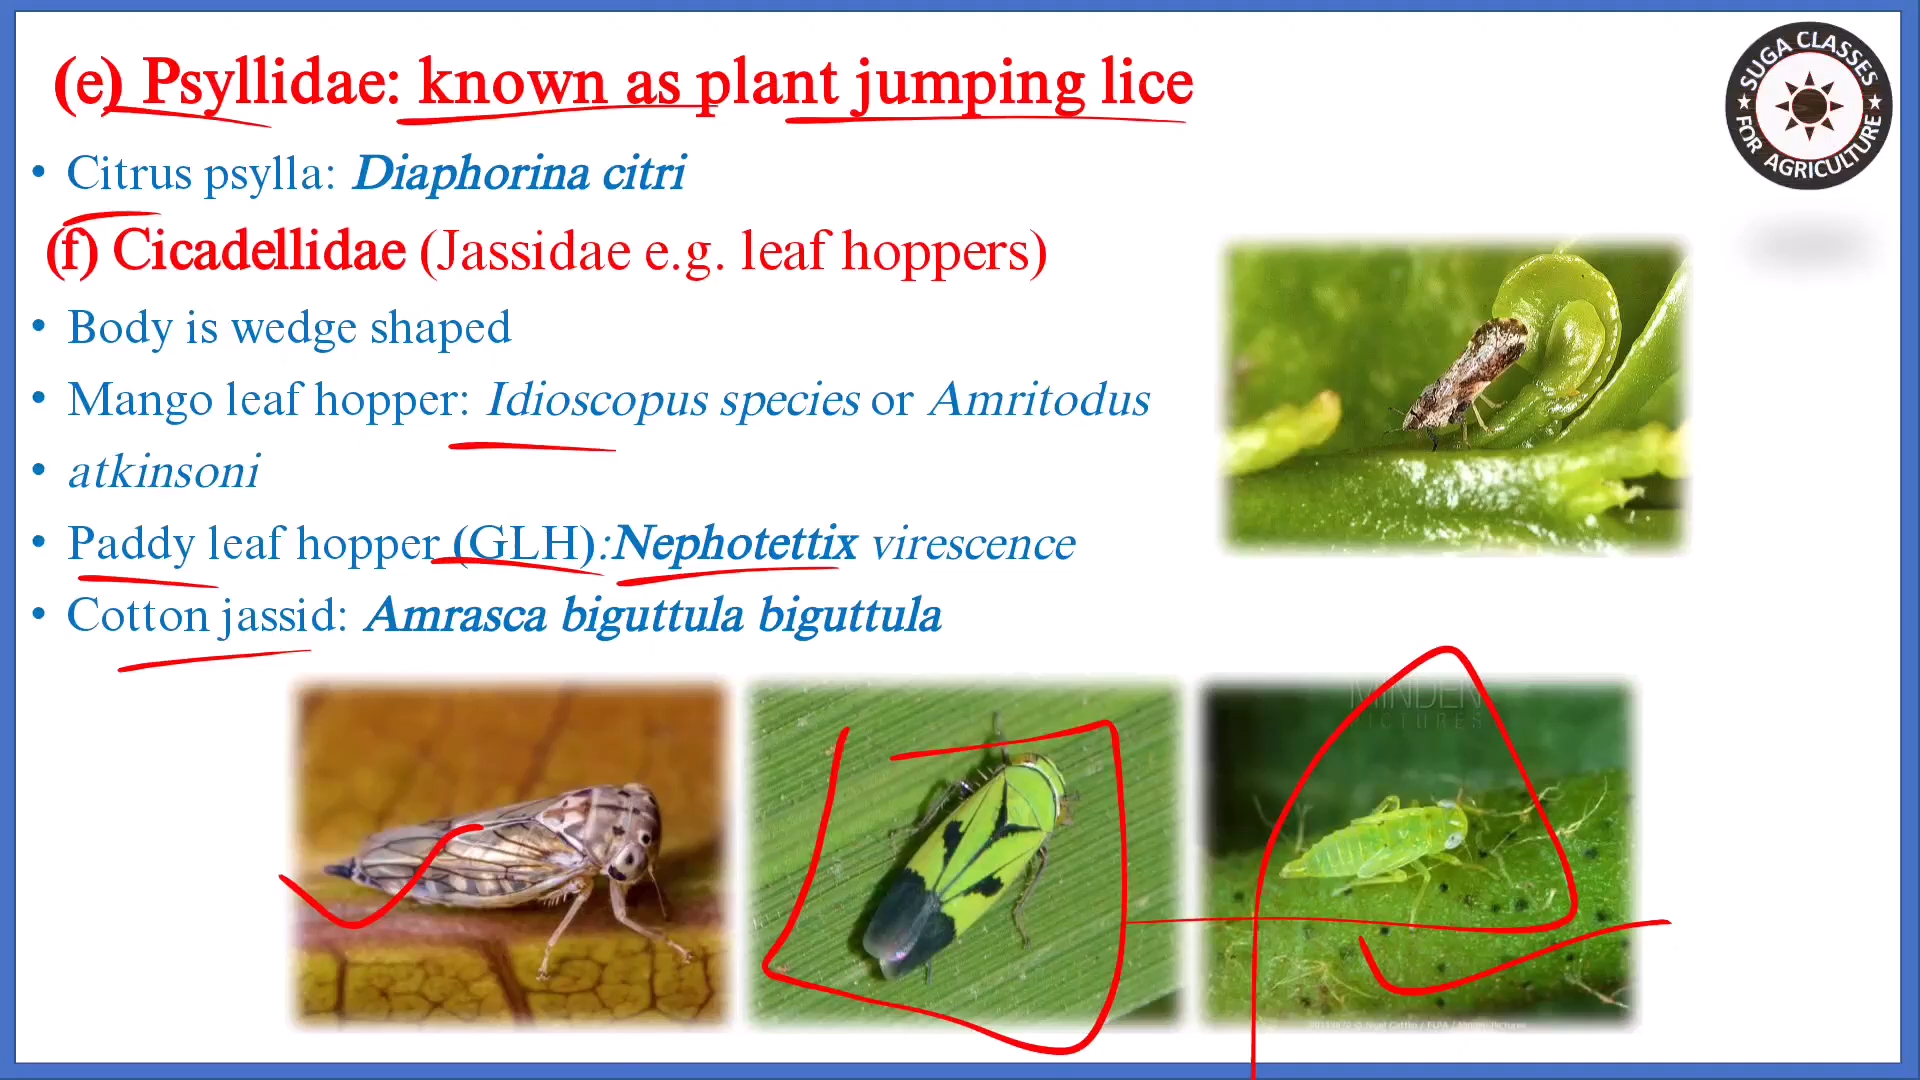 (e) Psyllidae: known as plant jumping lice
SUGA CLASSES
FOR AGRICULTURE
• Citrus psylla: Diaphorina citri
(f) Cicadellidae (Jassidae e.g. leaf hoppers)
• Body is wedge shaped
• Mango leaf hopper: Idioscopus species or Amritodus
• atkinsoni
• Paddy leaf hopper (GLH):Nephotettix virescence
• Cotton jassid: Amrasca biguttula biguttula
MINDEN
PICTURES